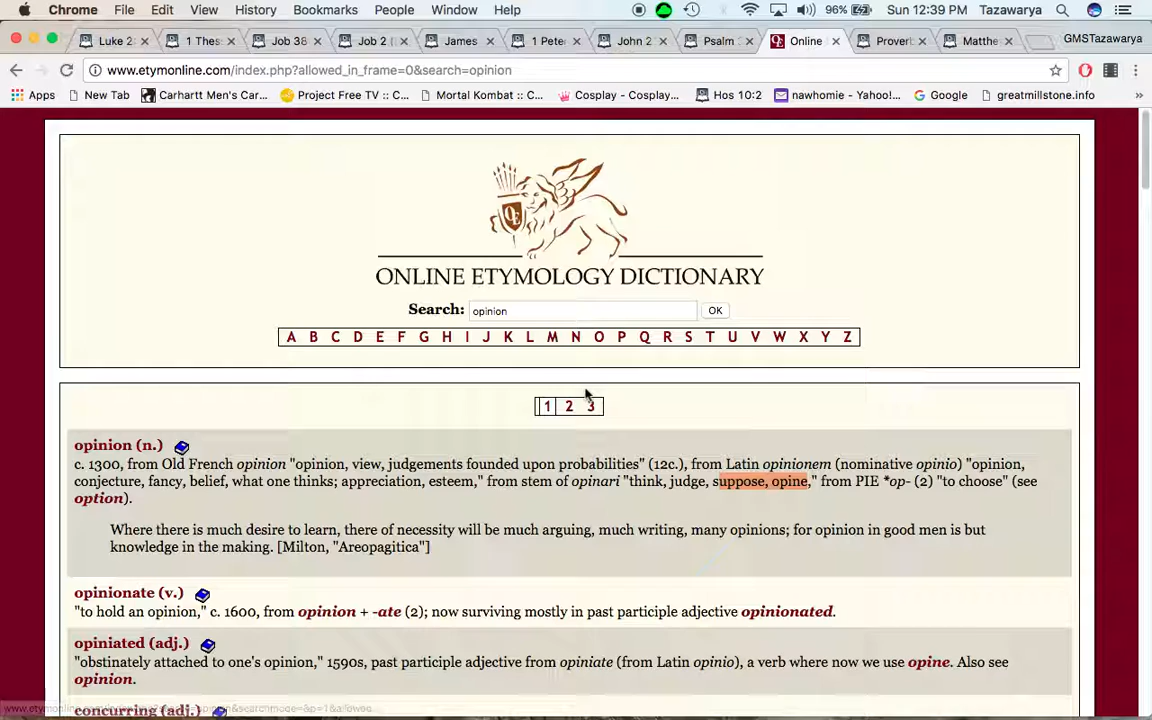 Chrome File Edit View History Bookmarks People Window Help 96% Sun 12:39 PM Tazawarya
Luke 2: 1 Thes: Job 38 Job 2 ( James 1 Peter John 2 Psalm Online Proverb Matthe GMSTazawarya
www.etymonline.com/index.php?allowed_in_frame=0&search=opinion
Apps New Tab Carhartt Men's Car... Project Free TV :: C... Mortal Kombat :: C... Cosplay - Cosplay... Hos 10:2 nawhomie - Yahoo!... Google greatmillstone.info »
OE
ONLINE ETYMOLOGY DICTIONARY
Search: opinion OK
A B C D E F G H I J K L M N O P Q R S T U V W X Y Z
1 2 3
opinion (n.)
c. 1300, from Old French opinion "opinion, view, judgements founded upon probabilities" (12c.), from Latin opinionem (nominative opinio) "opinion,
conjecture, fancy, belief, what one thinks; appreciation, esteem," from stem of opinari "think, judge, suppose, opine," from PIE *op- (2) "to choose" (see
option).
Where there is much desire to learn, there of necessity will be much arguing, much writing, many opinions; for opinion in good men is but
knowledge in the making. [Milton, "Areopagitica"]
opinionate (v.)
"to hold an opinion," c. 1600, from opinion + -ate (2); now surviving mostly in past participle adjective opinionated.
opiniated (adj.)
"obstinately attached to one's opinion," 1590s, past participle adjective from opiniate (from Latin opinio), a verb where now we use opine. Also see
opinion.
concurring (adj.)